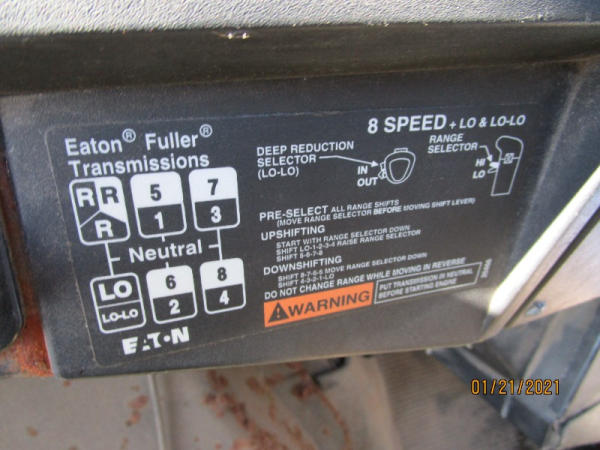 8 SPEED + LO & LO-LO
Eaton® Fuller®
Transmissions
R R
R
5
1
7
3
Neutral
LO
LO-LO
6
2
8
4
EATON
DEEP REDUCTION
SELECTOR
(LO-LO)
IN
OUT
RANGE
SELECTOR
HI
LO
PRE-SELECT ALL RANGE SHIFTS
(MOVE RANGE SELECTOR BEFORE MOVING SHIFT LEVER)
UPSHIFTING
START WITH RANGE SELECTOR DOWN
SHIFT LO-1-2-3-4 RAISE RANGE SELECTOR
SHIFT 5-6-7-8
DOWNSHIFTING
SHIFT 8-7-6-5 MOVE RANGE SELECTOR DOWN
SHIFT 4-3-2-1-LO
DO NOT CHANGE RANGE WHILE MOVING IN REVERSE
WARNING
PUT TRANSMISSION IN NEUTRAL
BEFORE STARTING ENGINE
01/21/2021